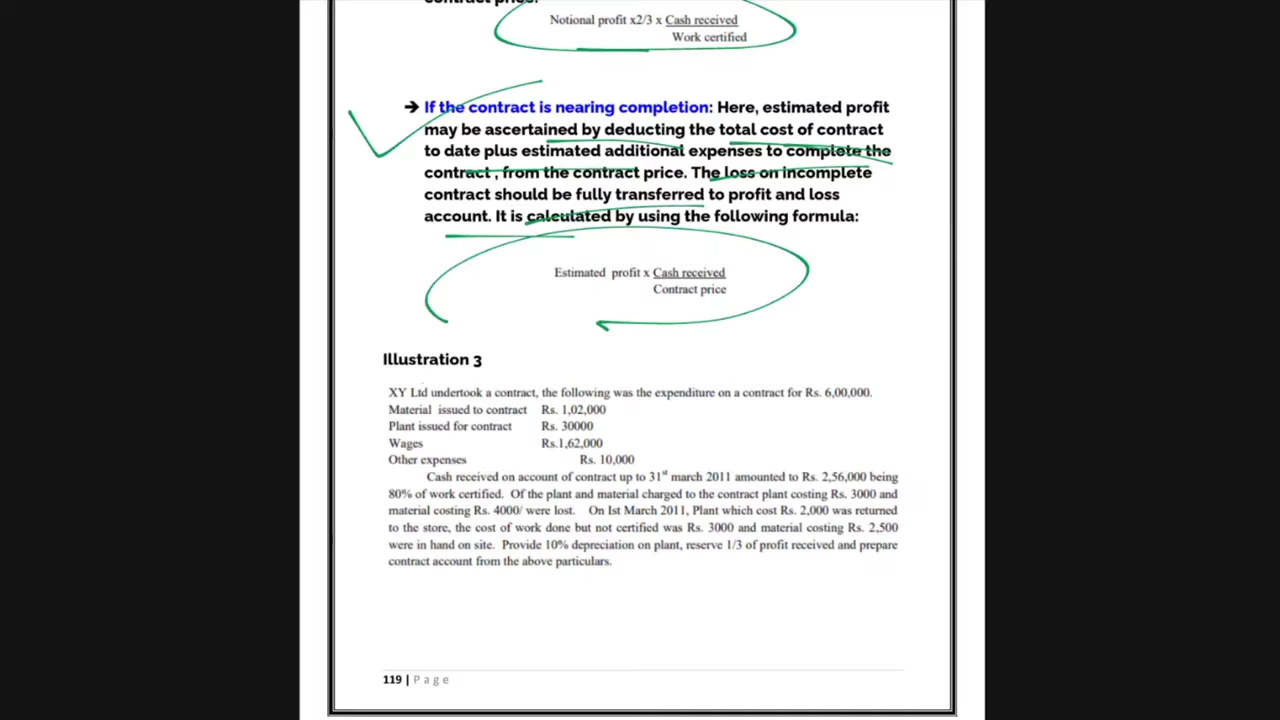 contract price.
Notional profit x2/3 x Cash received
Work certified
➔ If the contract is nearing completion: Here, estimated profit
may be ascertained by deducting the total cost of contract
to date plus estimated additional expenses to complete the
contract , from the contract price. The loss on incomplete
contract should be fully transferred to profit and loss
account. It is calculated by using the following formula:
Estimated profit x Cash received
Contract price
Illustration 3
XY Ltd undertook a contract, the following was the expenditure on a contract for Rs. 6,00,000.
Material issued to contract Rs. 1,02,000
Plant issued for contract Rs. 30000
Wages Rs.1,62,000
Other expenses Rs. 10,000
Cash received on account of contract up to 31st march 2011 amounted to Rs. 2,56,000 being
80% of work certified. Of the plant and material charged to the contract plant costing Rs. 3000 and
material costing Rs. 4000/ were lost. On 1st March 2011, Plant which cost Rs. 2,000 was returned
to the store, the cost of work done but not certified was Rs. 3000 and material costing Rs. 2,500
were in hand on site. Provide 10% depreciation on plant, reserve 1/3 of profit received and prepare
contract account from the above particulars.
119 | Page